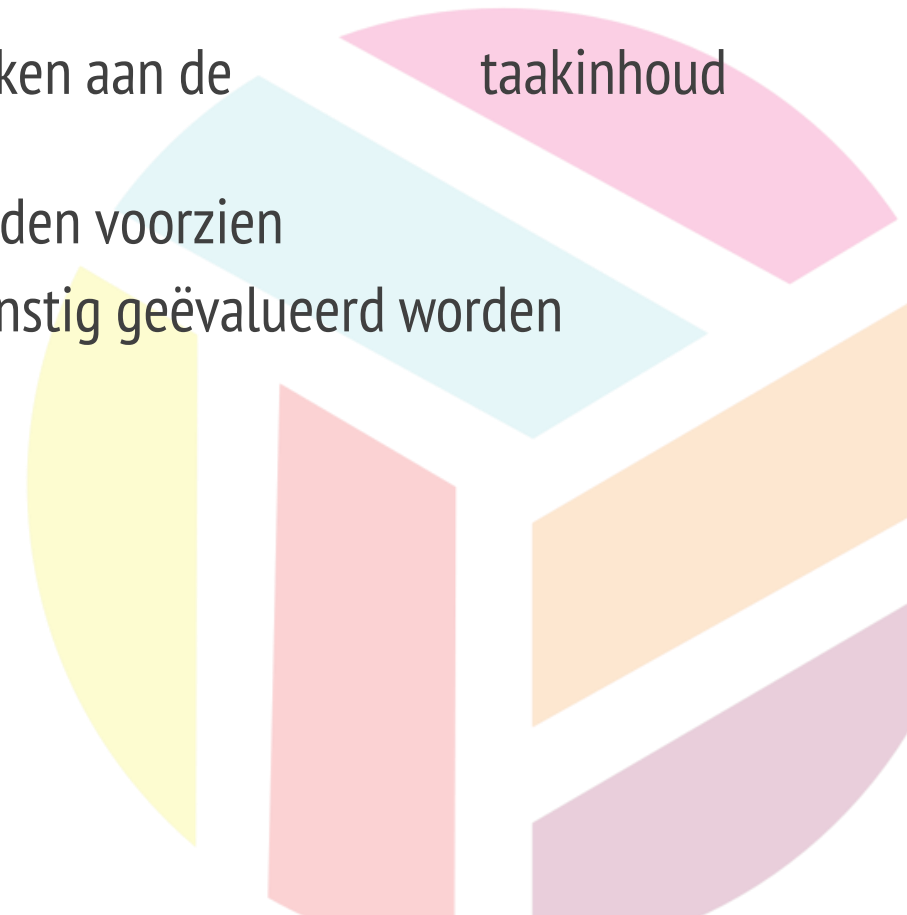 ken aan de taakinhoud
den voorzien
nstig geëvalueerd worden